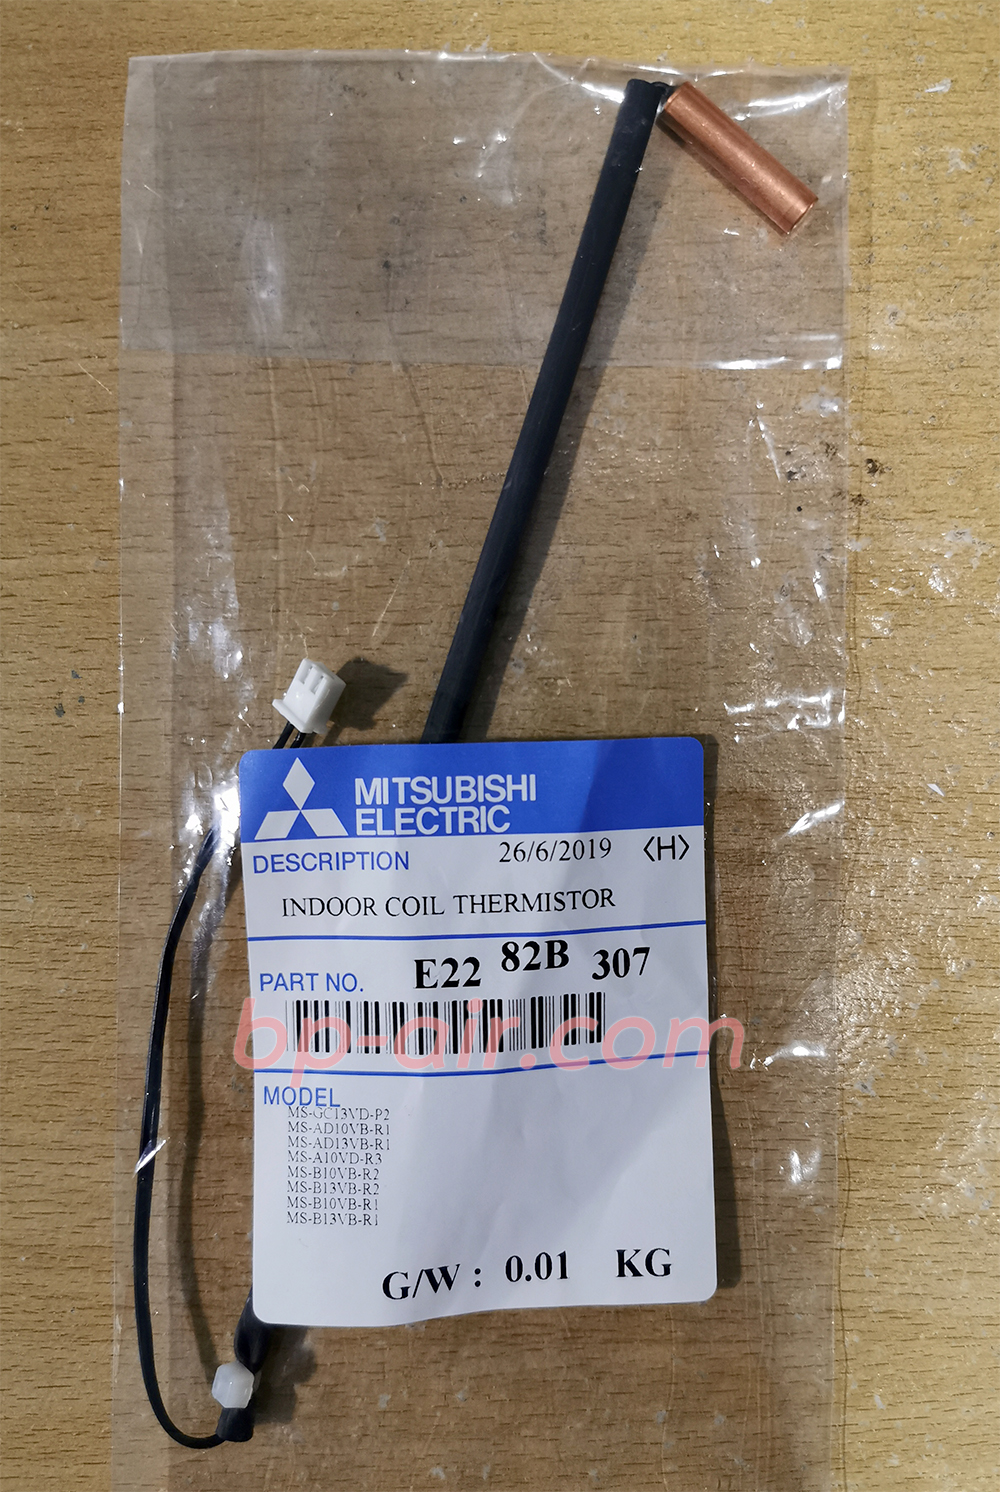 MITSUBISHI
ELECTRIC
DESCRIPTION 26/6/2019 <H>
INDOOR COIL THERMISTOR
PART NO. E22 82B 307
bp-air.com
MODEL
MS-GC13VD-P2
MS-AD10VB-R1
MS-AD13VB-R1
MS-A10VD-R3
MS-B10VB-R2
MS-B13VB-R2
MS-B10VB-R1
MS-B13VB-R1
G/W : 0.01 KG